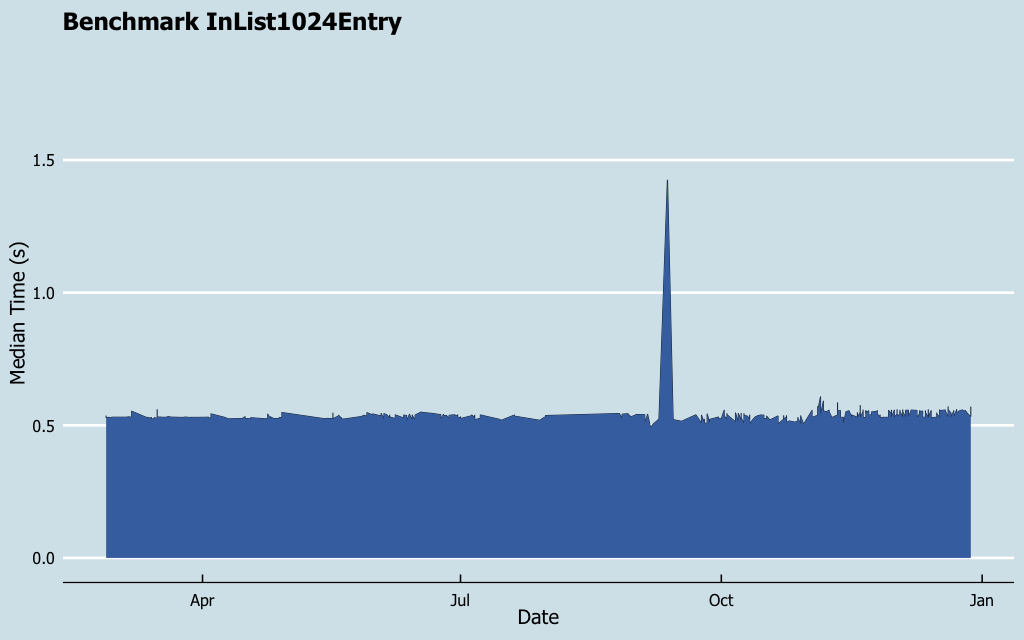 Benchmark InList1024Entry
1.5
1.0
0.5
0.0
Median Time (s)
Apr
Jul
Oct
Jan
Date